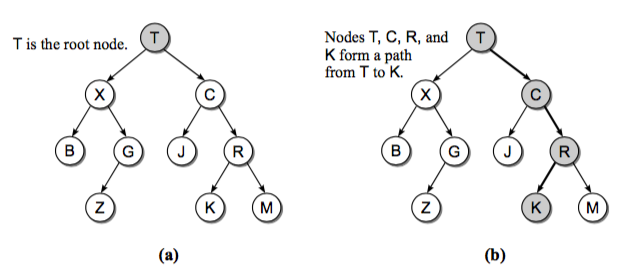 T is the root node.
T
X
C
B
G
J
R
Z
K
M
(a)
Nodes T, C, R, and
K form a path
from T to K.
T
X
C
B
G
J
R
Z
K
M
(b)